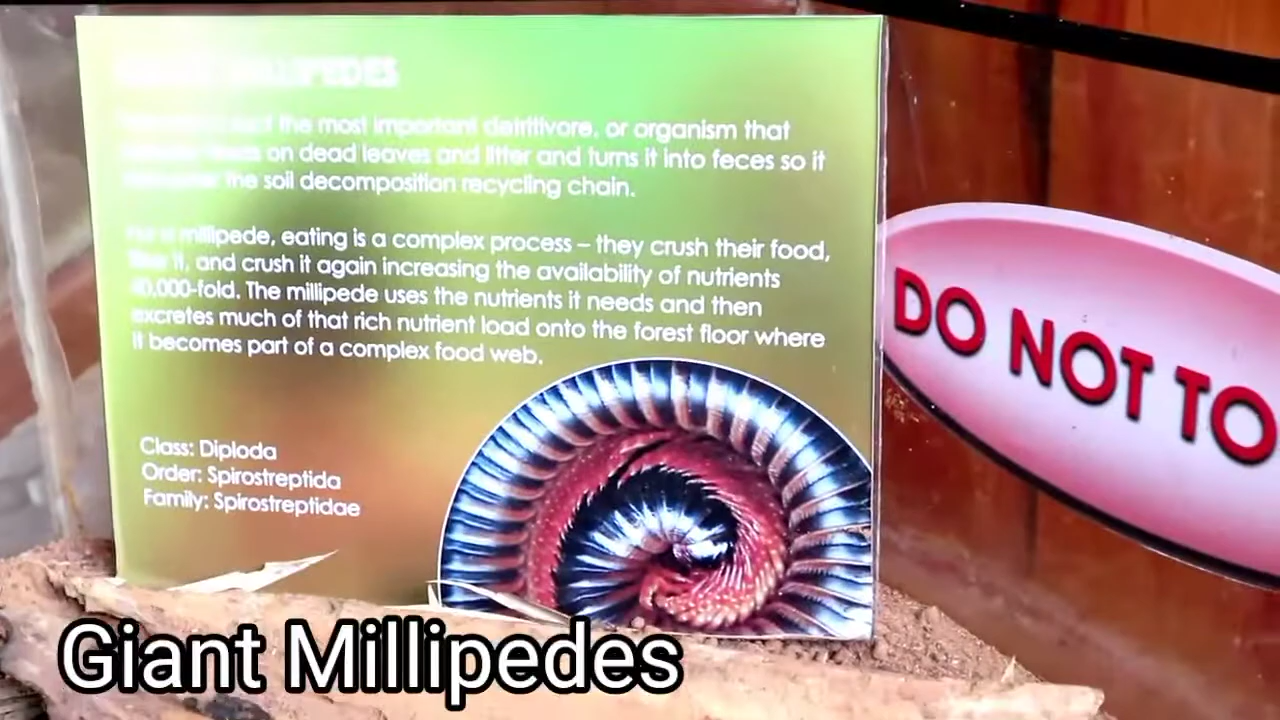 MILLIPEDES
the most important detritivore, or organism that
on dead leaves and litter and turns it into feces so it
the soil decomposition recycling chain.
millipede, eating is a complex process – they crush their food,
it, and crush it again increasing the availability of nutrients
40,000-fold. The millipede uses the nutrients it needs and then
excretes much of that rich nutrient load onto the forest floor where
it becomes part of a complex food web.
Class: Diploda
Order: Spirostreptida
Family: Spirostreptidae
DO NOT TO
Giant Millipedes